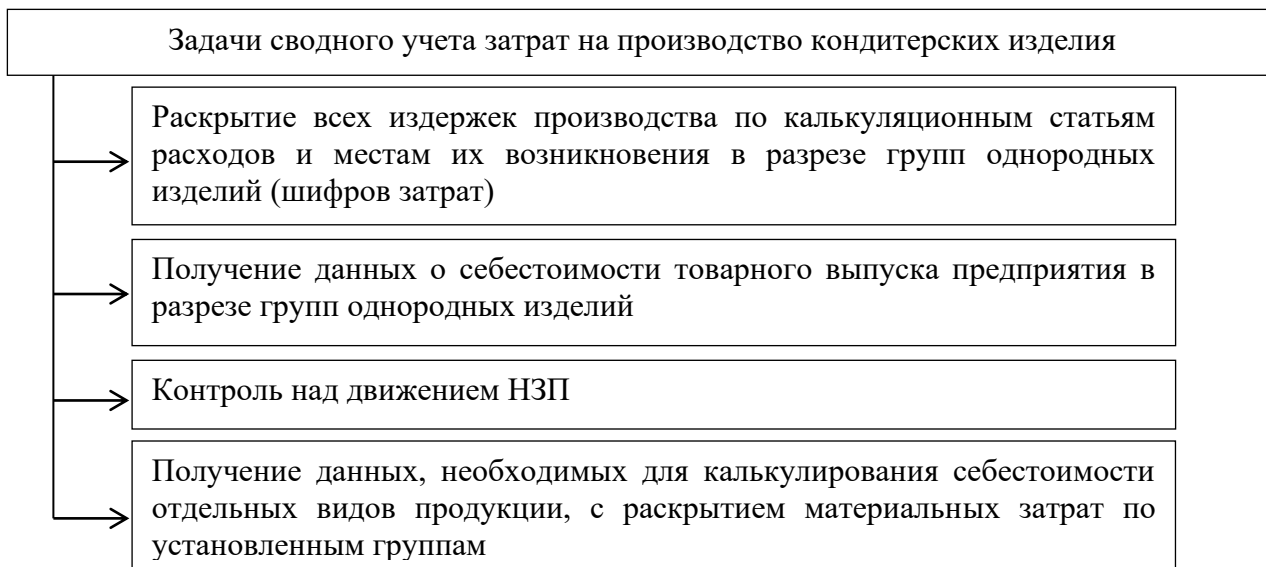 Задачи сводного учета затрат на производство кондитерских изделия
Раскрытие всех издержек производства по калькуляционным статьям
расходов и местам их возникновения в разрезе групп однородных
изделий (шифров затрат)
Получение данных о себестоимости товарного выпуска предприятия в
разрезе групп однородных изделий
Контроль над движением НЗП
Получение данных, необходимых для калькулирования себестоимости
отдельных видов продукции, с раскрытием материальных затрат по
установленным группам